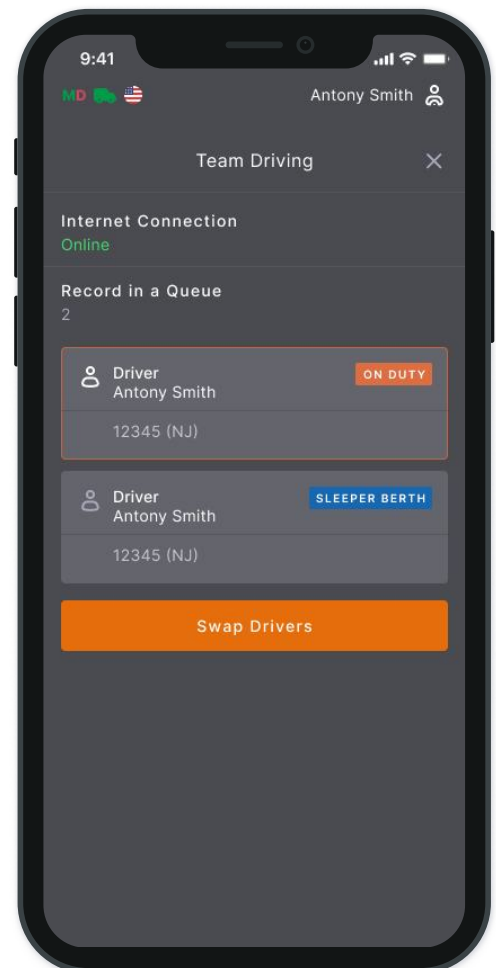 9:41
MD
Antony Smith
Team Driving
Internet Connection
Online
Record in a Queue
2
Driver
ON DUTY
Antony Smith
12345 (NJ)
Driver
SLEEPER BERTH
Antony Smith
12345 (NJ)
Swap Drivers